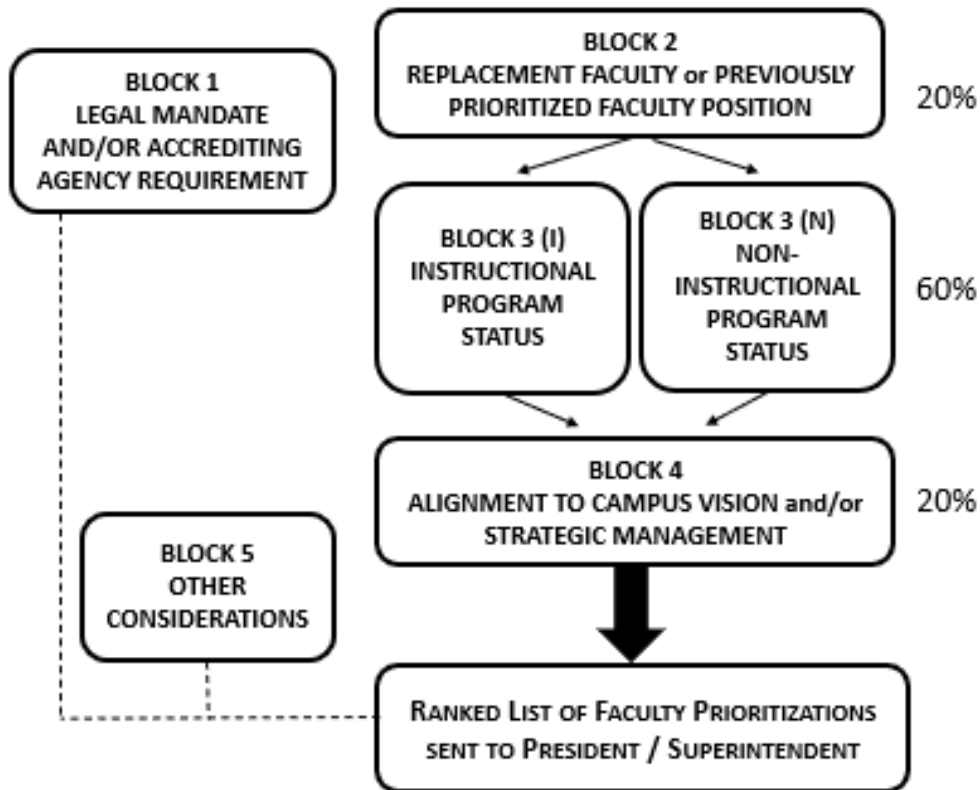 BLOCK 1
LEGAL MANDATE
AND/OR ACCREDITING
AGENCY REQUIREMENT
BLOCK 2
REPLACEMENT FACULTY or PREVIOUSLY
PRIORITIZED FACULTY POSITION
20%
BLOCK 3 (I)
INSTRUCTIONAL
PROGRAM
STATUS
BLOCK 3 (N)
NON-
INSTRUCTIONAL
PROGRAM
STATUS
60%
BLOCK 4
ALIGNMENT TO CAMPUS VISION and/or
STRATEGIC MANAGEMENT
20%
BLOCK 5
OTHER
CONSIDERATIONS
RANKED LIST OF FACULTY PRIORITIZATIONS
SENT TO PRESIDENT / SUPERINTENDENT